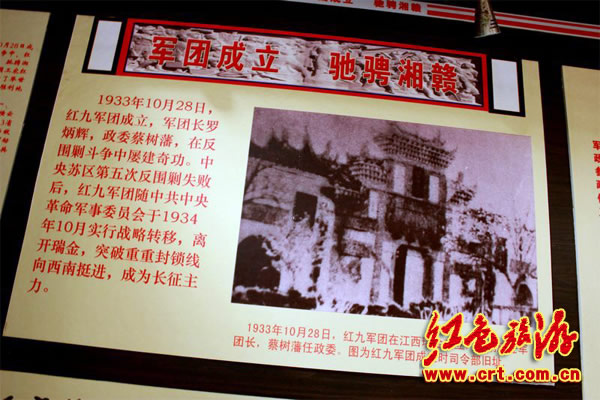 军团成立 驰骋湘赣
1933年10月28日，
红九军团成立，军团长罗
炳辉，政委蔡树藩，在反
围剿斗争中屡建奇功。中
央苏区第五次反围剿失败
后，红九军团随中共中央
革命军事委员会于1934
年10月实行战略转移，离
开瑞金，突破重重封锁线
向西南挺进，成为长征主
力。
1933年10月28日，红九军团在江西
团长，蔡树藩任政委。图为红九军团成立时司令部旧址
红色旅游
www.crt.com.cn